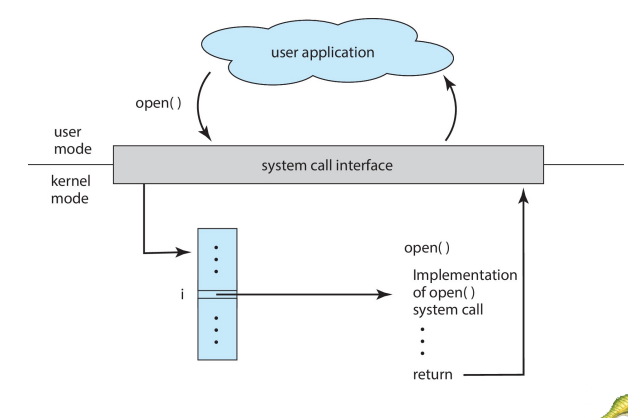 user application
open( )
user
mode
system call interface
kernel
mode
open( )
Implementation
of open( )
system call
i
return